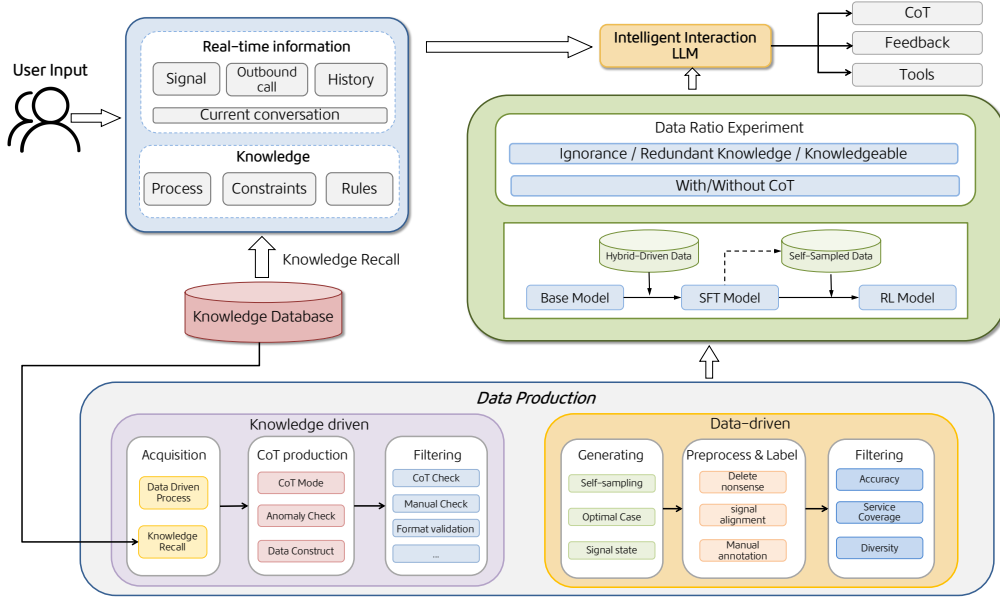 User Input
Real-time information
Signal
Outbound
call
History
Current conversation
Knowledge
Process
Constraints
Rules
Knowledge Recall
Knowledge Database
Intelligent Interaction
LLM
CoT
Feedback
Tools
Data Ratio Experiment
Ignorance / Redundant Knowledge / Knowledgeable
With/Without CoT
Hybrid-Driven Data
Self-Sampled Data
Base Model
SFT Model
RL Model
Data Production
Knowledge driven
Acquisition
Data Driven
Process
Knowledge
Recall
CoT production
CoT Mode
Anomaly Check
Data Construct
Filtering
CoT Check
Manual Check
Format validation
...
Data-driven
Generating
Self-sampling
Optimal Case
Signal state
Preprocess & Label
Delete
nonsense
signal
alignment
Manual
annotation
Filtering
Accuracy
Service
Coverage
Diversity